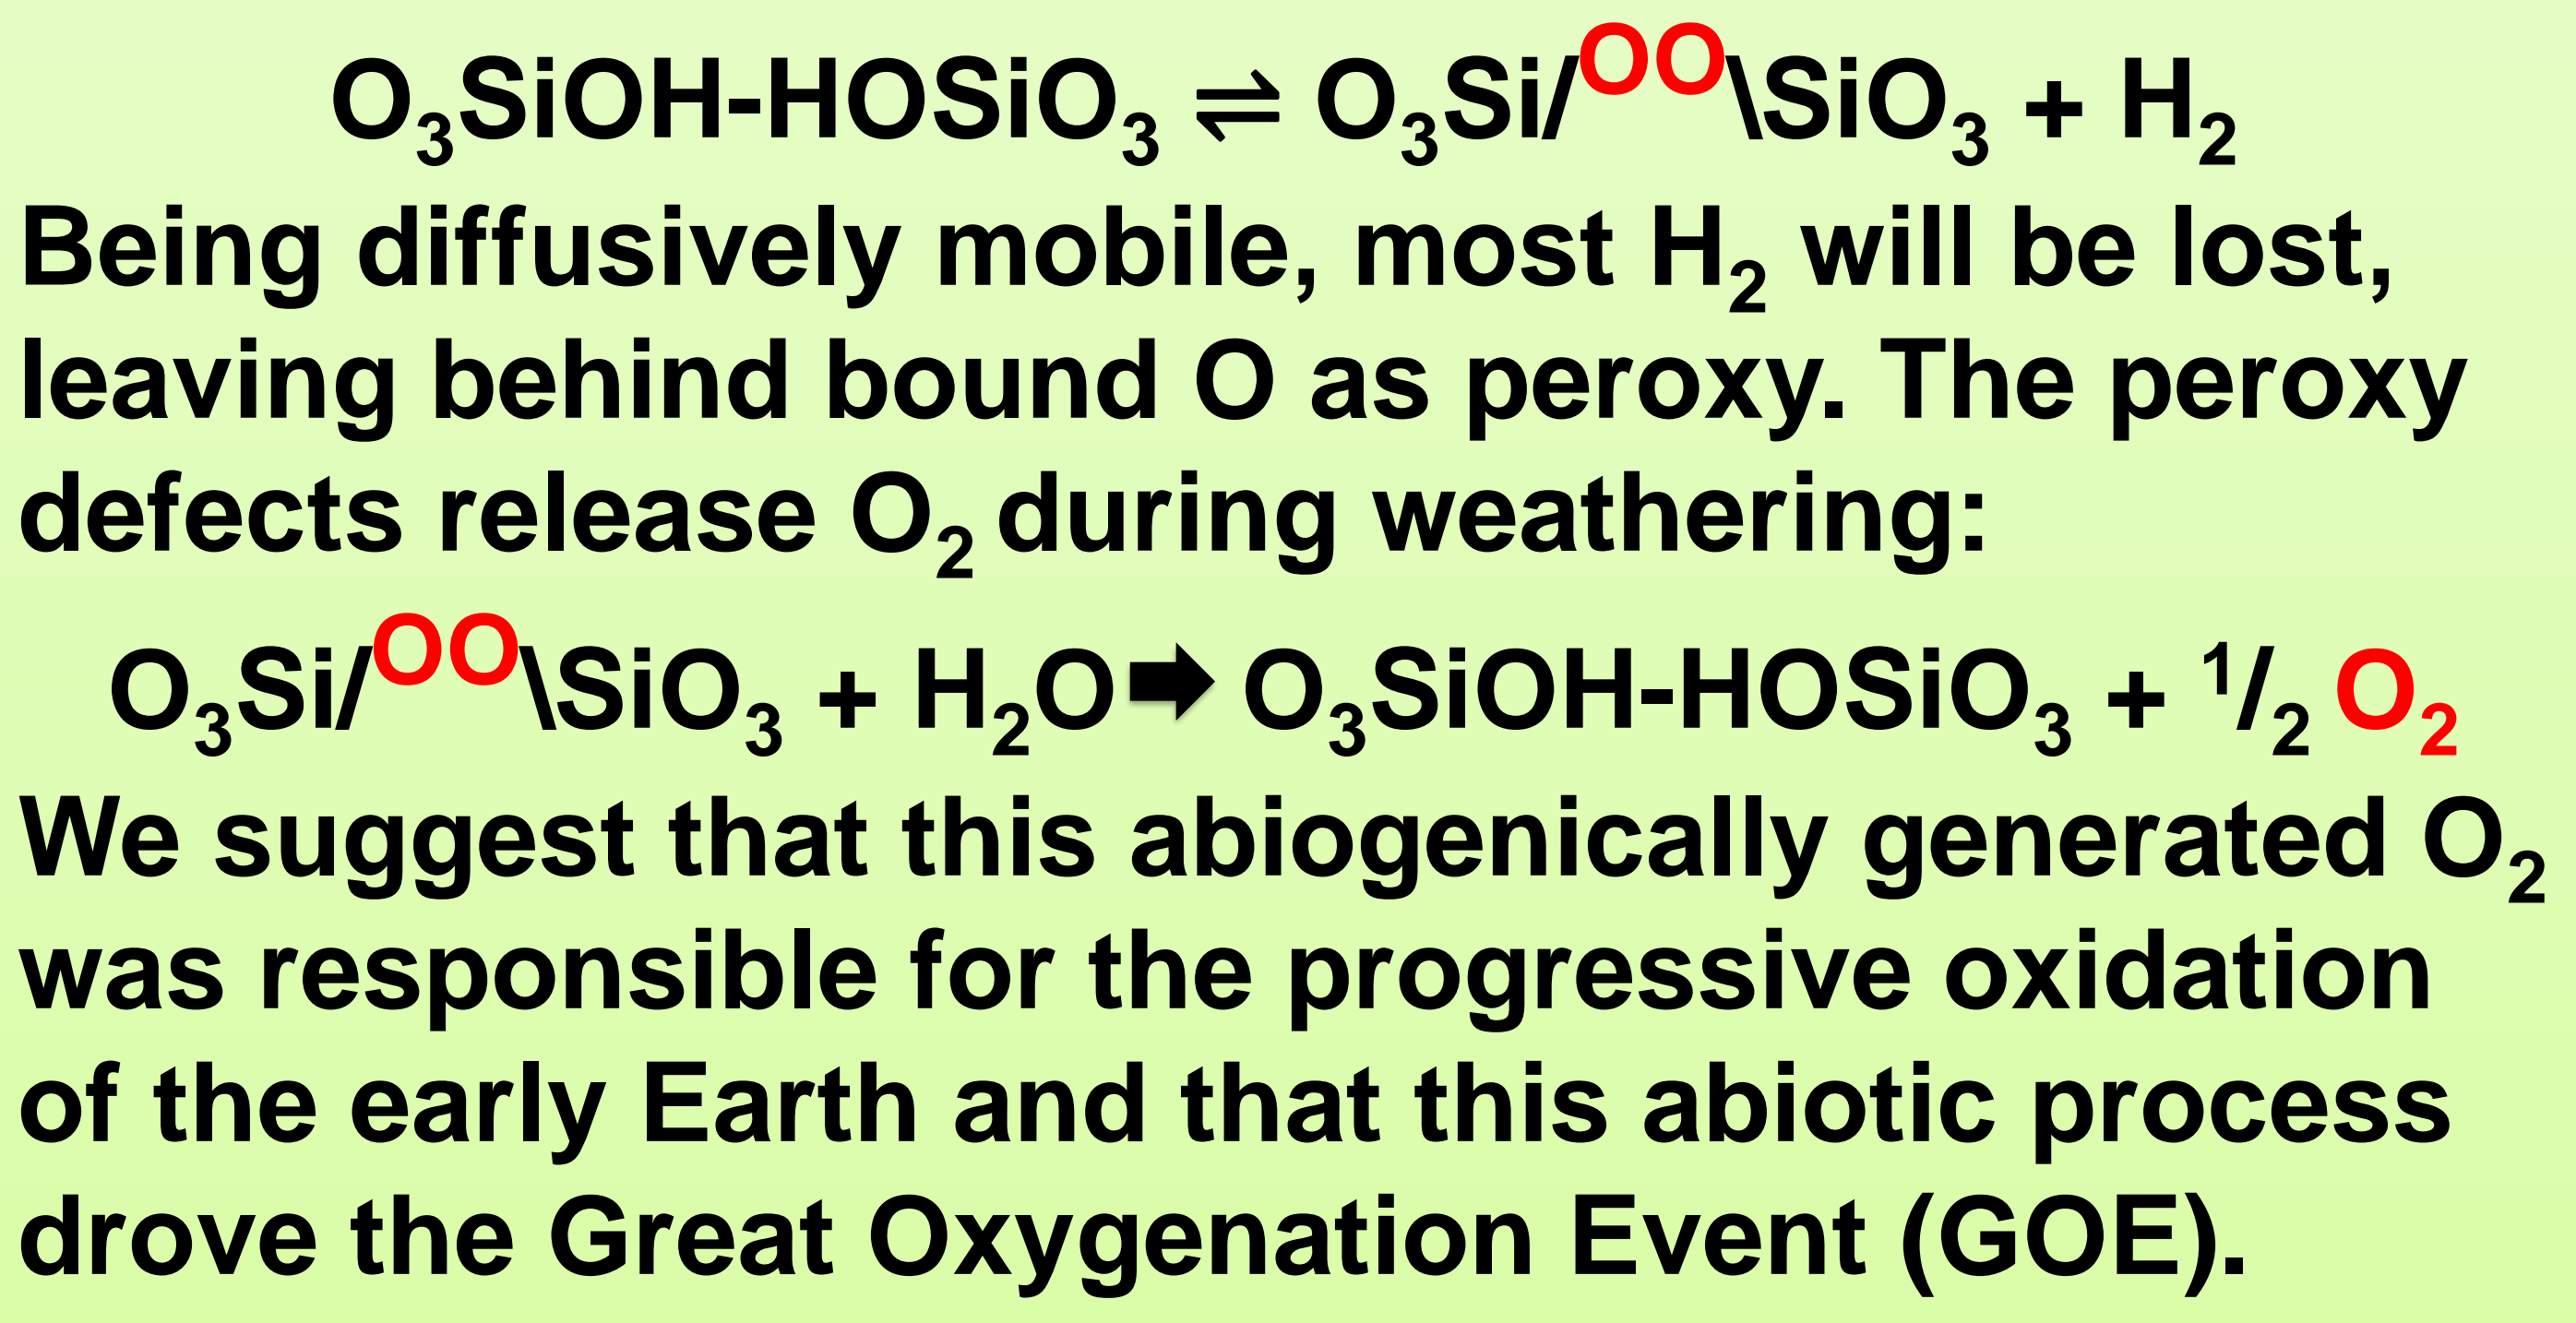 O₃SiOH-HOSiO₃ ⇌ O₃Si/ᴼᴼ\SiO₃ + H₂
Being diffusively mobile, most H₂ will be lost,
leaving behind bound O as peroxy. The peroxy
defects release O₂ during weathering:
O₃Si/ᴼᴼ\SiO₃ + H₂O ➡ O₃SiOH-HOSiO₃ + ¹/₂ O₂
We suggest that this abiogenically generated O₂
was responsible for the progressive oxidation
of the early Earth and that this abiotic process
drove the Great Oxygenation Event (GOE).